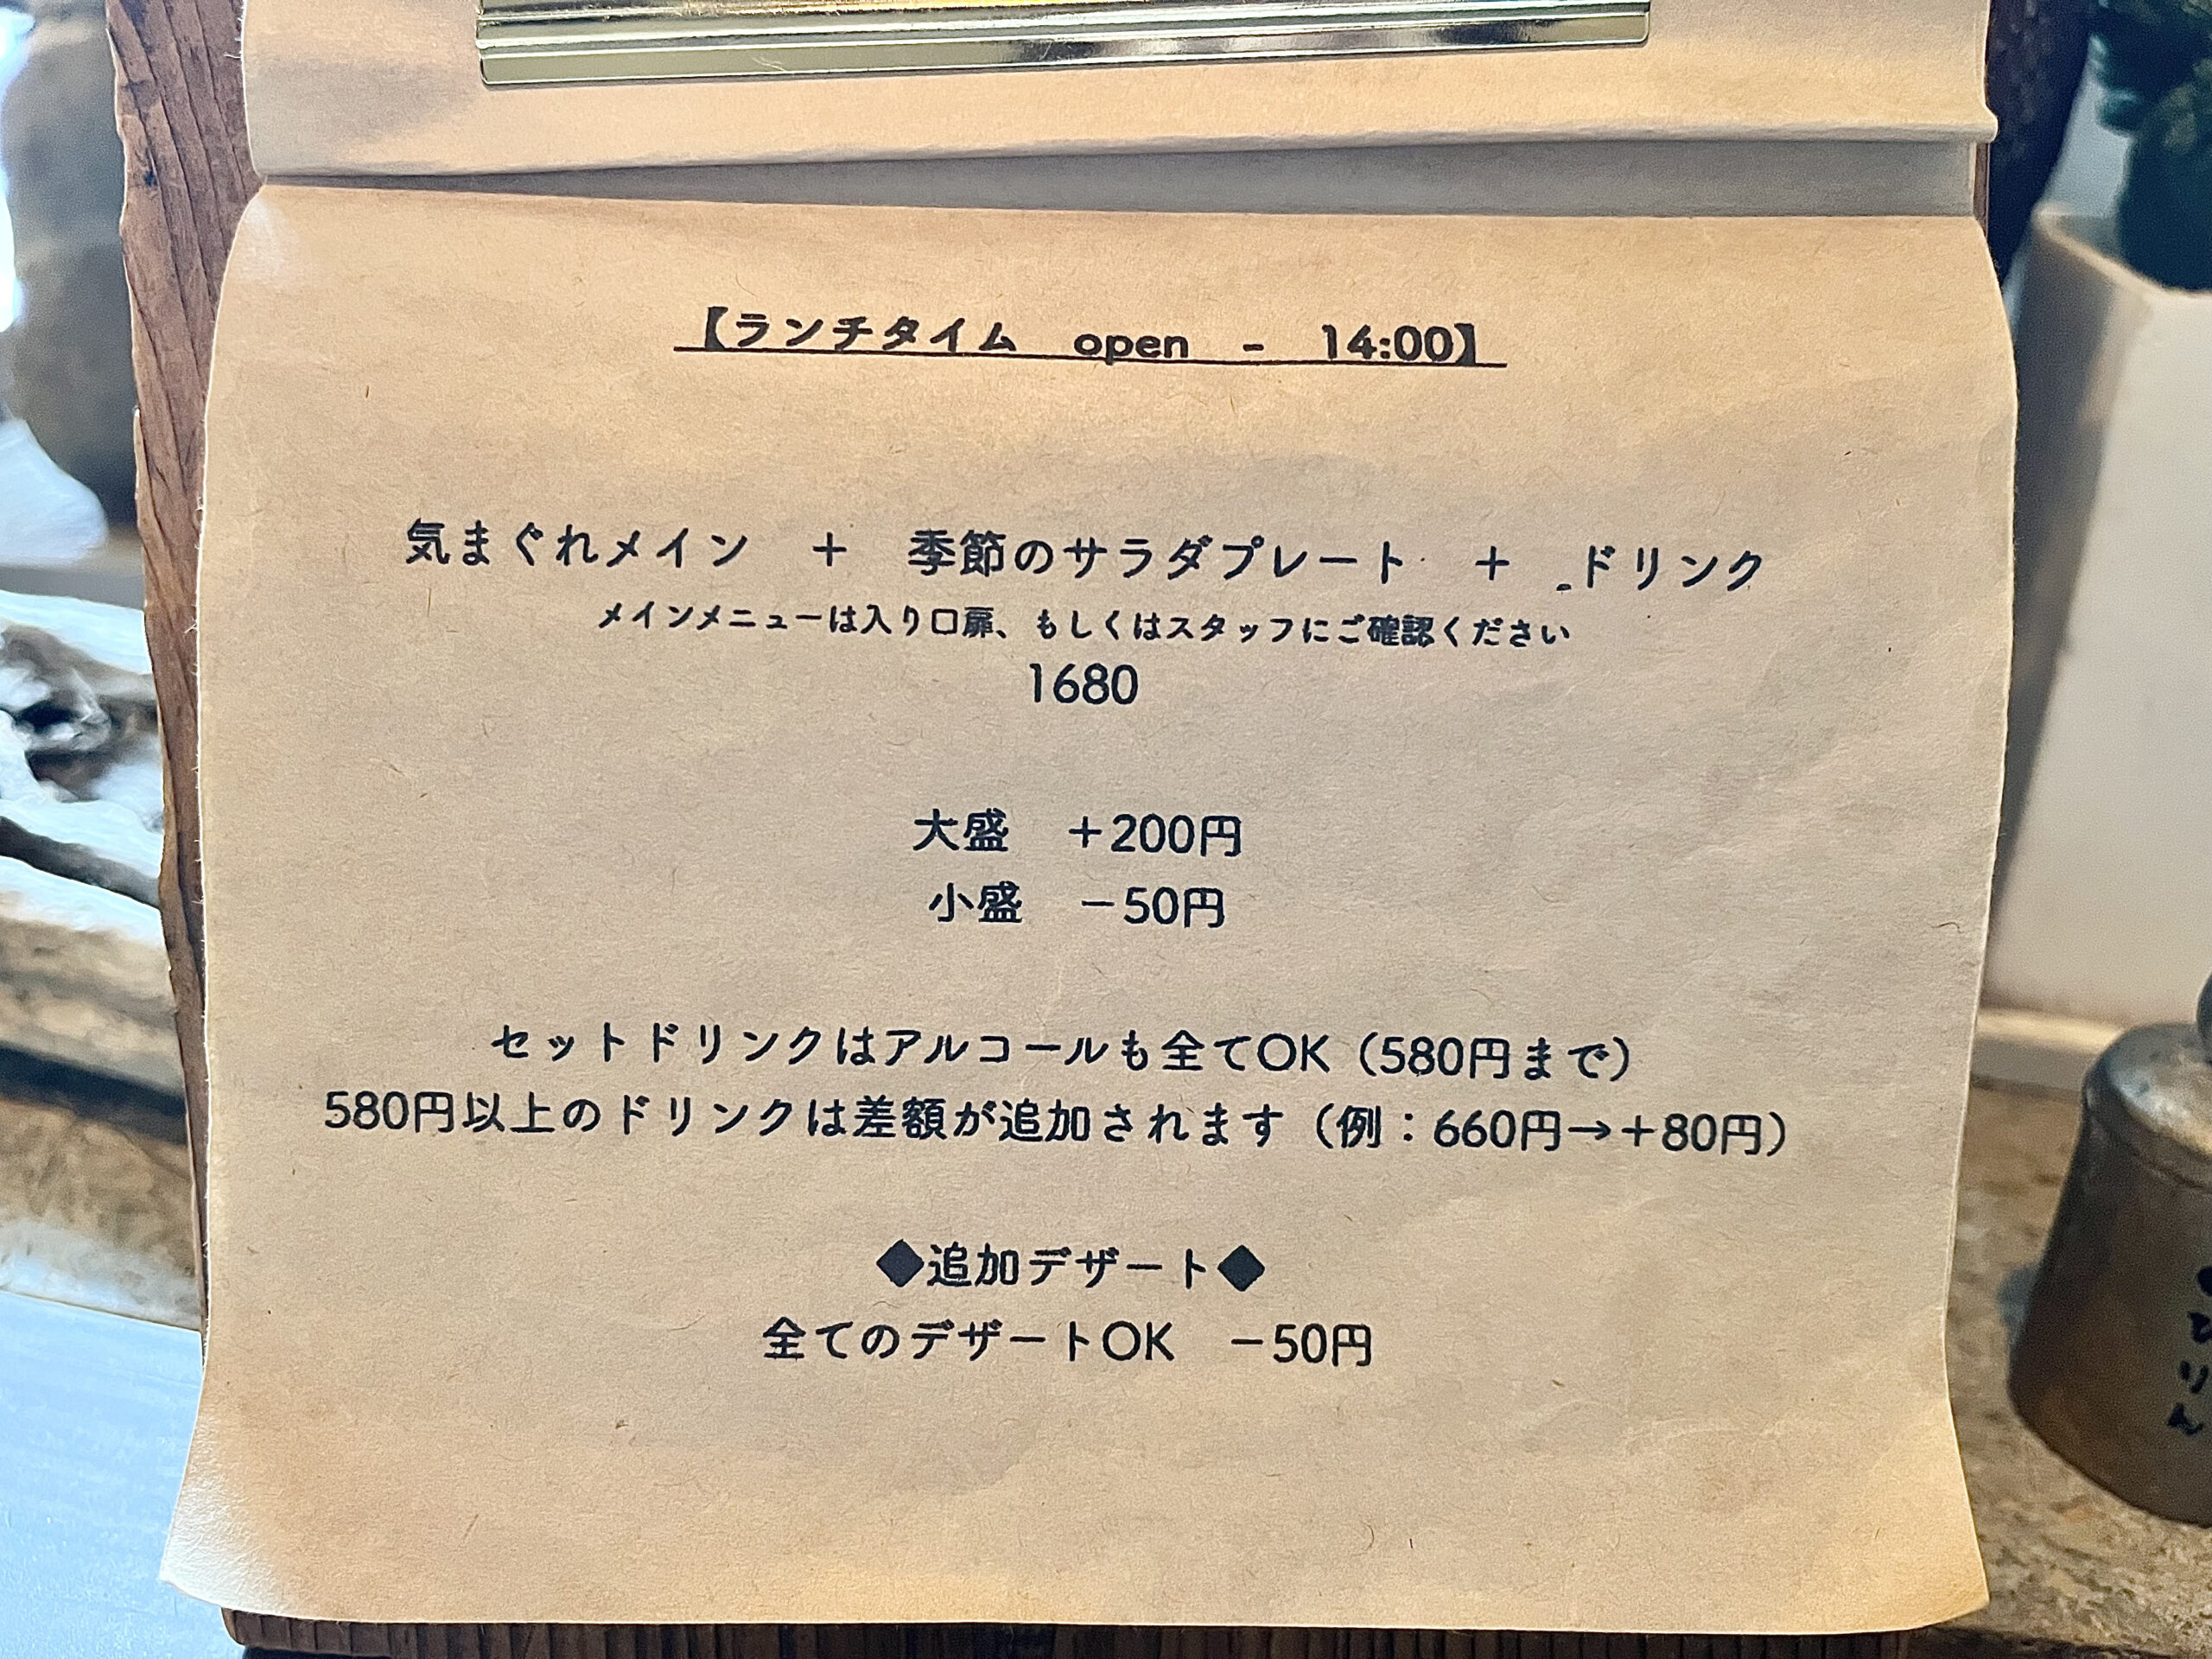 【ランチタイム　open　-　14:00】
気まぐれメイン　＋　季節のサラダプレート　＋　ドリンク
メインメニューは入り口扉、もしくはスタッフにご確認ください
1680
大盛　＋200円
小盛　－50円
セットドリンクはアルコールも全てOK（580円まで）
580円以上のドリンクは差額が追加されます（例：660円→＋80円）
◆追加デザート◆
全てのデザートOK　－50円